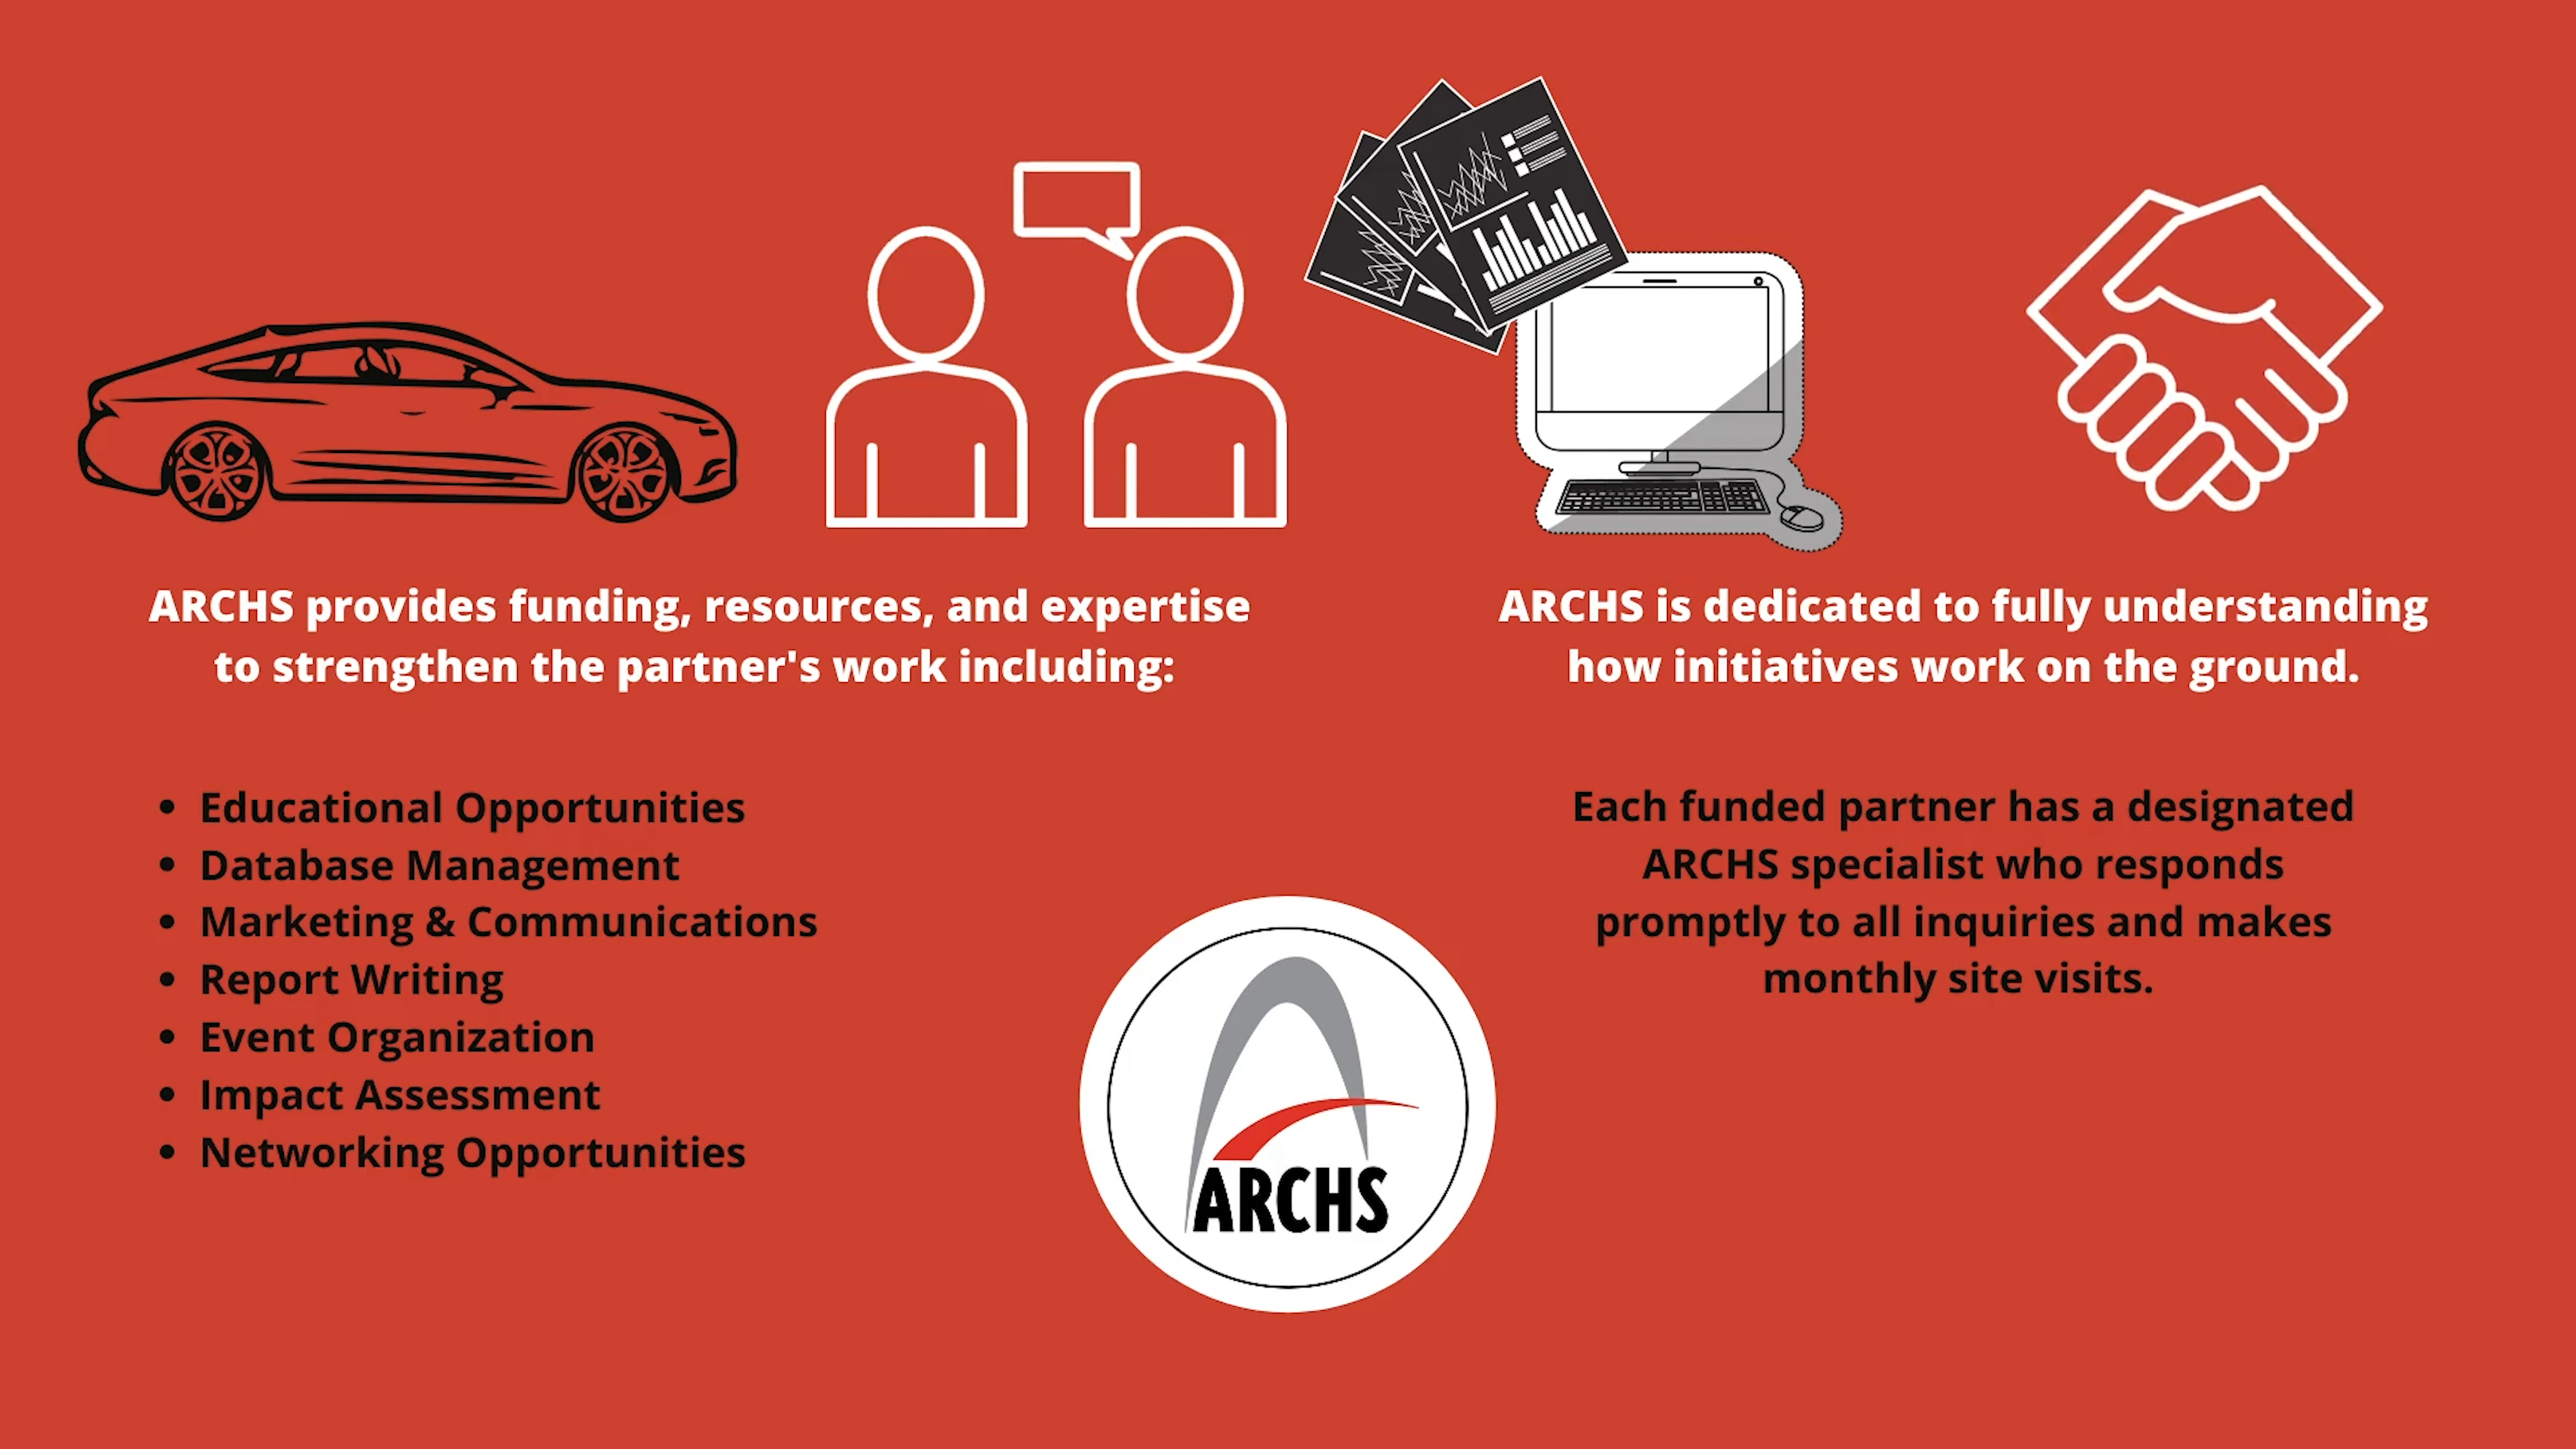 ARCHS provides funding, resources, and expertise
to strengthen the partner's work including:
• Educational Opportunities
• Database Management
• Marketing & Communications
• Report Writing
• Event Organization
• Impact Assessment
• Networking Opportunities
ARCHS is dedicated to fully understanding
how initiatives work on the ground.
Each funded partner has a designated
ARCHS specialist who responds
promptly to all inquiries and makes
monthly site visits.
ARCHS